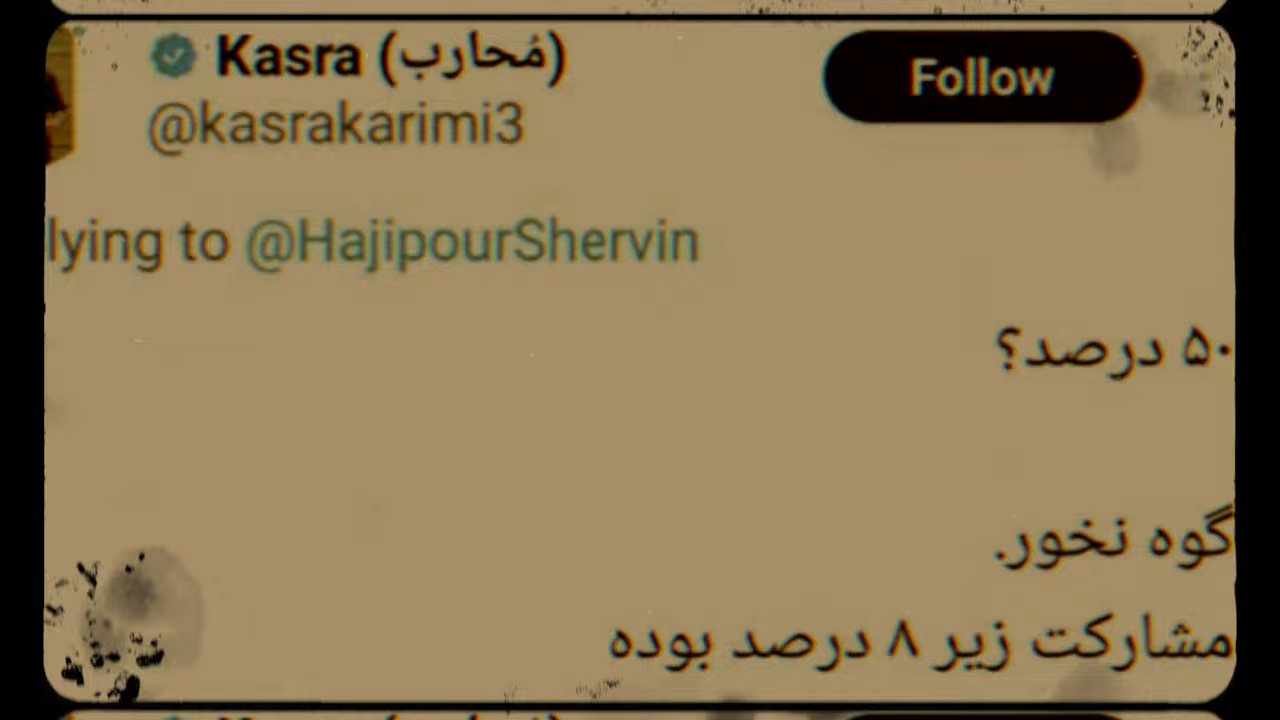 Kasra (مُحارب)
Follow
@kasrakarimi3
lying to @HajipourShervin
۵۰ درصد؟
گوه نخور.
مشارکت زیر ۸ درصد بوده